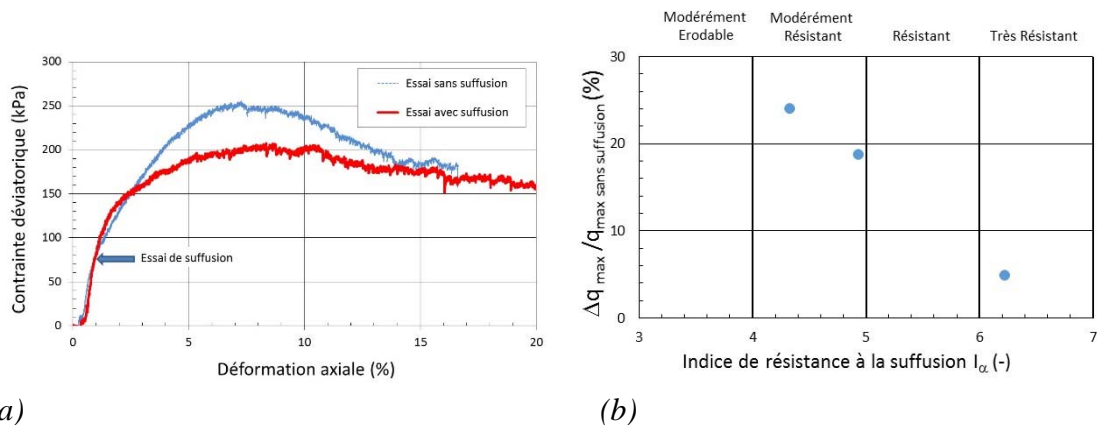 300
250
200
150
100
50
0
Contrainte déviatorique (kPa)
Essai sans suffusion
Essai avec suffusion
Essai de suffusion
0 5 10 15 20
Déformation axiale (%)
a)
Modérément Erodable
Modérément Résistant
Résistant
Très Résistant
30
20
10
0
Δq max /q max sans suffusion (%)
3 4 5 6 7
Indice de résistance à la suffusion Iα (-)
(b)